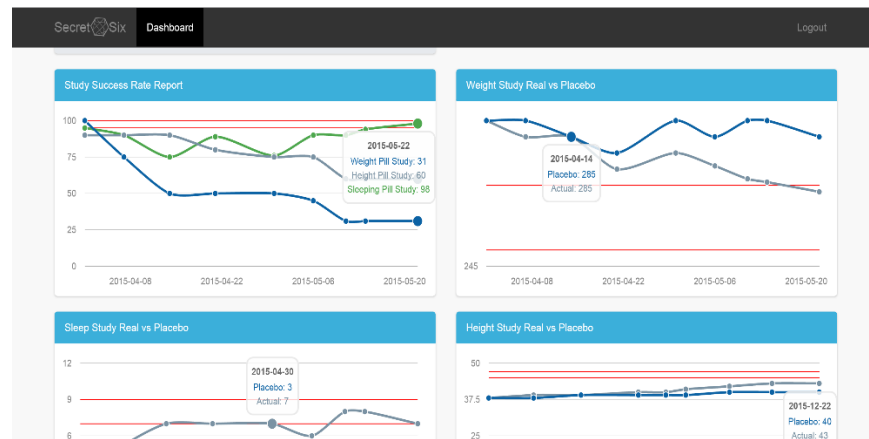 Secret Six Dashboard Logout
Study Success Rate Report
100
75
50
25
0
2015-05-22
Weight Pill Study: 31
Height Pill Study: 60
Sleeping Pill Study: 98
2015-04-08 2015-04-22 2015-05-06 2015-05-20
Weight Study Real vs Placebo
2015-04-14
Placebo: 285
Actual: 285
245
2015-04-08 2015-04-22 2015-05-06 2015-05-20
Sleep Study Real vs Placebo
12
9
6
2015-04-30
Placebo: 3
Actual: 7
Height Study Real vs Placebo
50
37.5
25
2015-12-22
Placebo: 40
Actual: 43